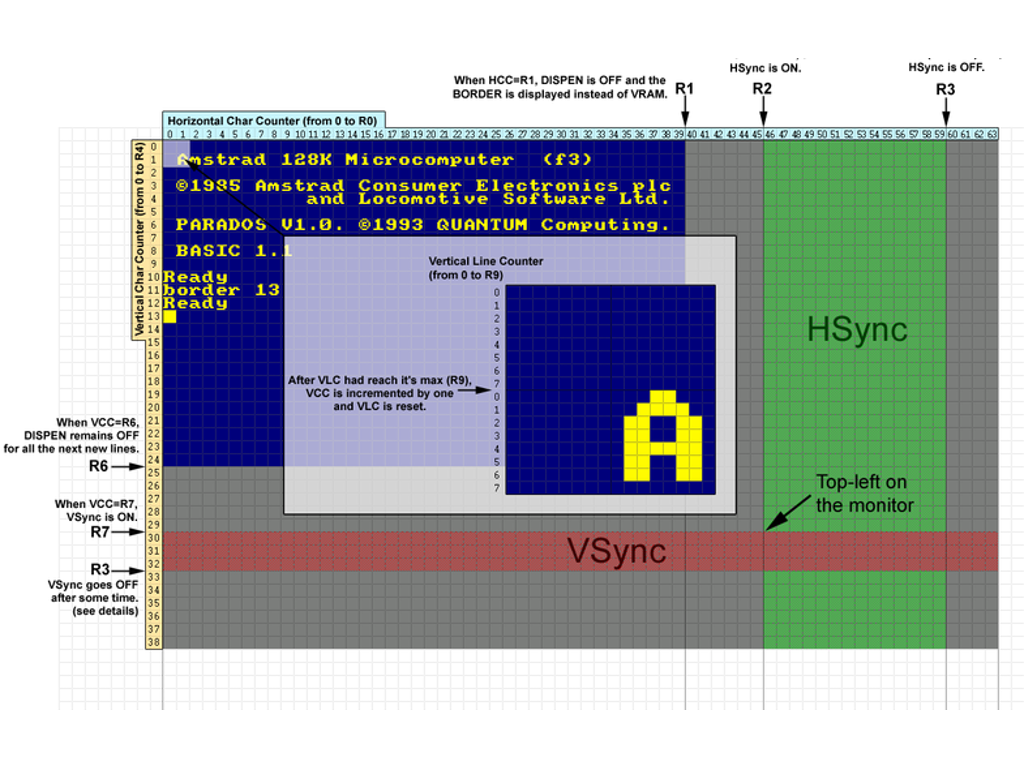 HSync is ON.
HSync is OFF.
When HCC=R1, DISPEN is OFF and the
BORDER is displayed instead of VRAM.
R1
R2
R3
Horizontal Char Counter (from 0 to R0)
0 1 2 3 4 5 6 7 8 9 10 11 12 13 14 15 16 17 18 19 20 21 22 23 24 25 26 27 28 29 30 31 32 33 34 35 36 37 38 39 40 41 42 43 44 45 46 47 48 49 50 51 52 53 54 55 56 57 58 59 60 61 62 63
Vertical Char Counter (from 0 to R4)
0
1
2
3
4
5
6
7
8
9
10
11
12
13
14
15
16
17
18
19
20
21
22
23
24
25
26
27
28
29
30
31
32
33
34
35
36
37
38
Amstrad 128K Microcomputer (f3)
©1985 Amstrad Consumer Electronics plc
and Locomotive Software Ltd.
PARADOS V1.0. ©1993 QUANTUM Computing.
BASIC 1.1
Ready
border 13
Ready
Vertical Line Counter
(from 0 to R9)
0
1
2
3
4
5
6
7
0
1
2
3
4
5
6
7
After VLC had reach it's max (R9),
VCC is incremented by one
and VLC is reset.
A
HSync
When VCC=R6,
DISPEN remains OFF
for all the next new lines.
R6
Top-left on
the monitor
When VCC=R7,
VSync is ON.
R7
VSync
R3
VSync goes OFF
after some time.
(see details)